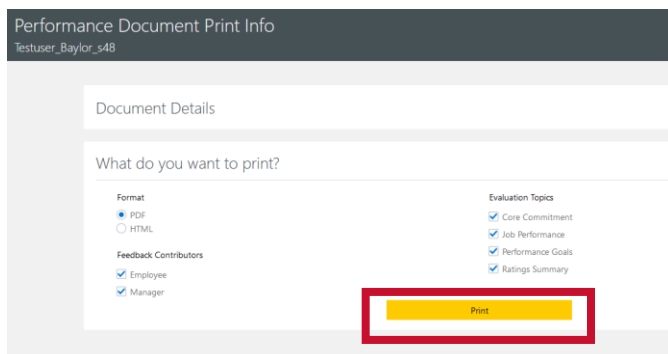 Performance Document Print Info
Testuser_Baylor_s48
Document Details
What do you want to print?
Format
PDF
HTML
Feedback Contributors
Employee
Manager
Evaluation Topics
Core Commitment
Job Performance
Performance Goals
Ratings Summary
Print